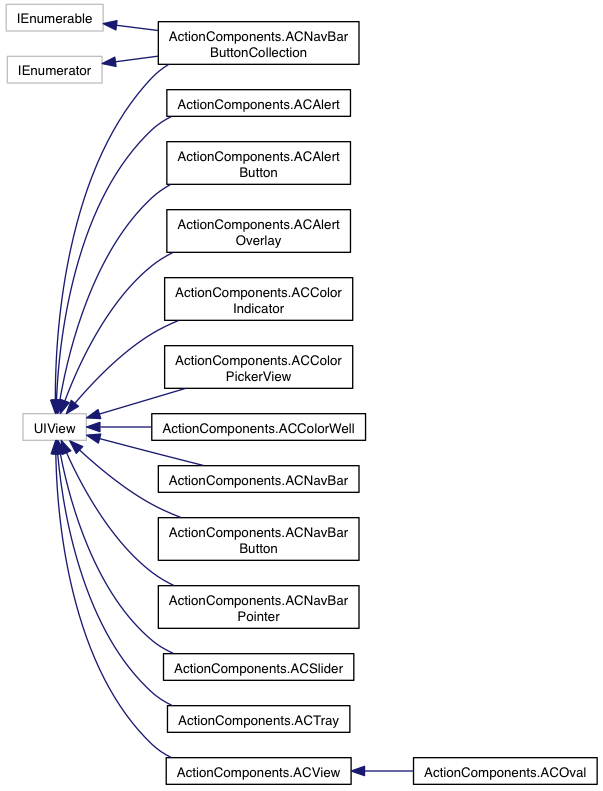 IEnumerable
ActionComponents.ACNavBar
ButtonCollection
IEnumerator
ActionComponents.ACAlert
ActionComponents.ACAlert
Button
ActionComponents.ACAlert
Overlay
ActionComponents.ACColor
Indicator
ActionComponents.ACColor
PickerView
UIView
ActionComponents.ACColorWell
ActionComponents.ACNavBar
ActionComponents.ACNavBar
Button
ActionComponents.ACNavBar
Pointer
ActionComponents.ACSlider
ActionComponents.ACTray
ActionComponents.ACView
ActionComponents.ACOval